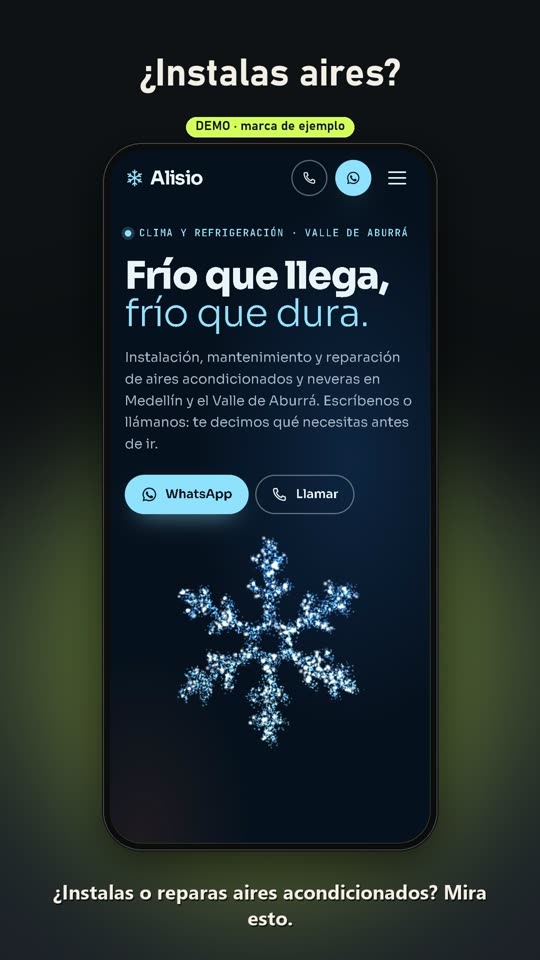 ¿Instalas aires?
DEMO · marca de ejemplo
Alisio
CLIMA Y REFRIGERACIÓN · VALLE DE ABURRÁ
Frío que llega,
frío que dura.
Instalación, mantenimiento y reparación
de aires acondicionados y neveras en
Medellín y el Valle de Aburrá. Escríbenos o
llámanos: te decimos qué necesitas antes
de ir.
WhatsApp
Llamar
¿Instalas o reparas aires acondicionados? Mira
esto.